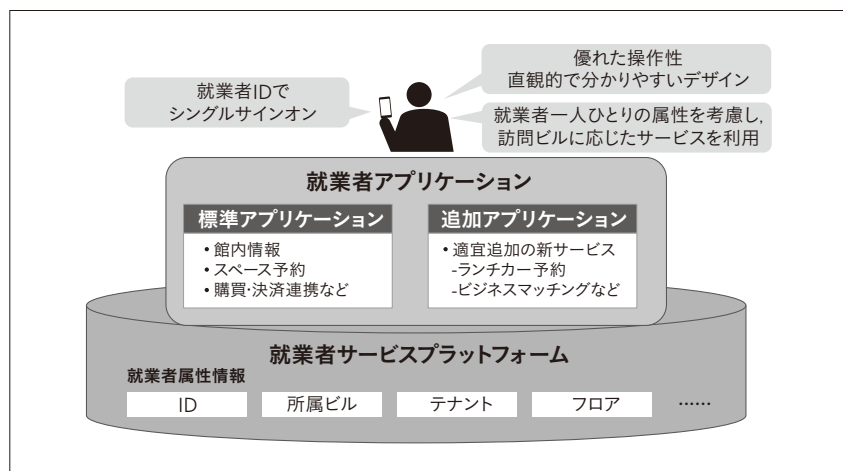 優れた操作性
直観的で分かりやすいデザイン
就業者IDで
シングルサインオン
就業者一人ひとりの属性を考慮し,
訪問ビルに応じたサービスを利用
就業者アプリケーション
標準アプリケーション
• 館内情報
• スペース予約
• 購買・決済連携など
追加アプリケーション
• 適宜追加の新サービス
-ランチカー予約
-ビジネスマッチングなど
就業者サービスプラットフォーム
就業者属性情報
ID
所属ビル
テナント
フロア
……